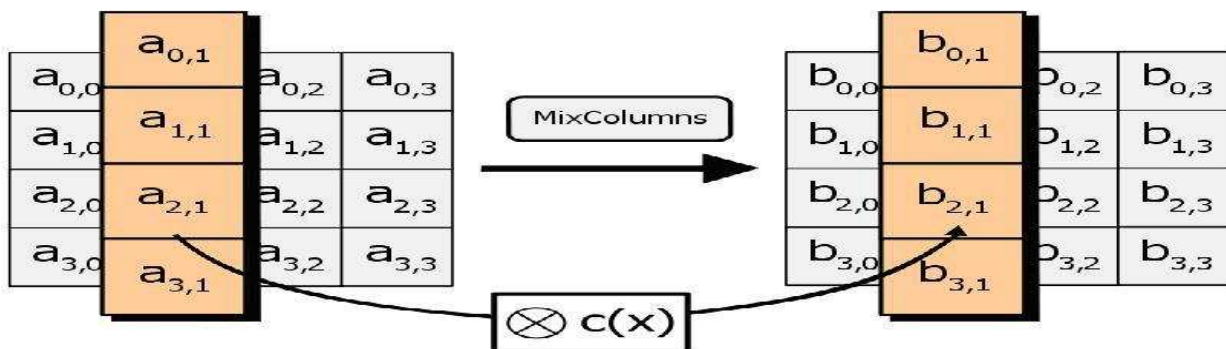 a0,0 a0,1 a0,2 a0,3
a1,0 a1,1 a1,2 a1,3
a2,0 a2,1 a2,2 a2,3
a3,0 a3,1 a3,2 a3,3
MixColumns
b0,0 b0,1 b0,2 b0,3
b1,0 b1,1 b1,2 b1,3
b2,0 b2,1 b2,2 b2,3
b3,0 b3,1 b3,2 b3,3
⊗ c(x)